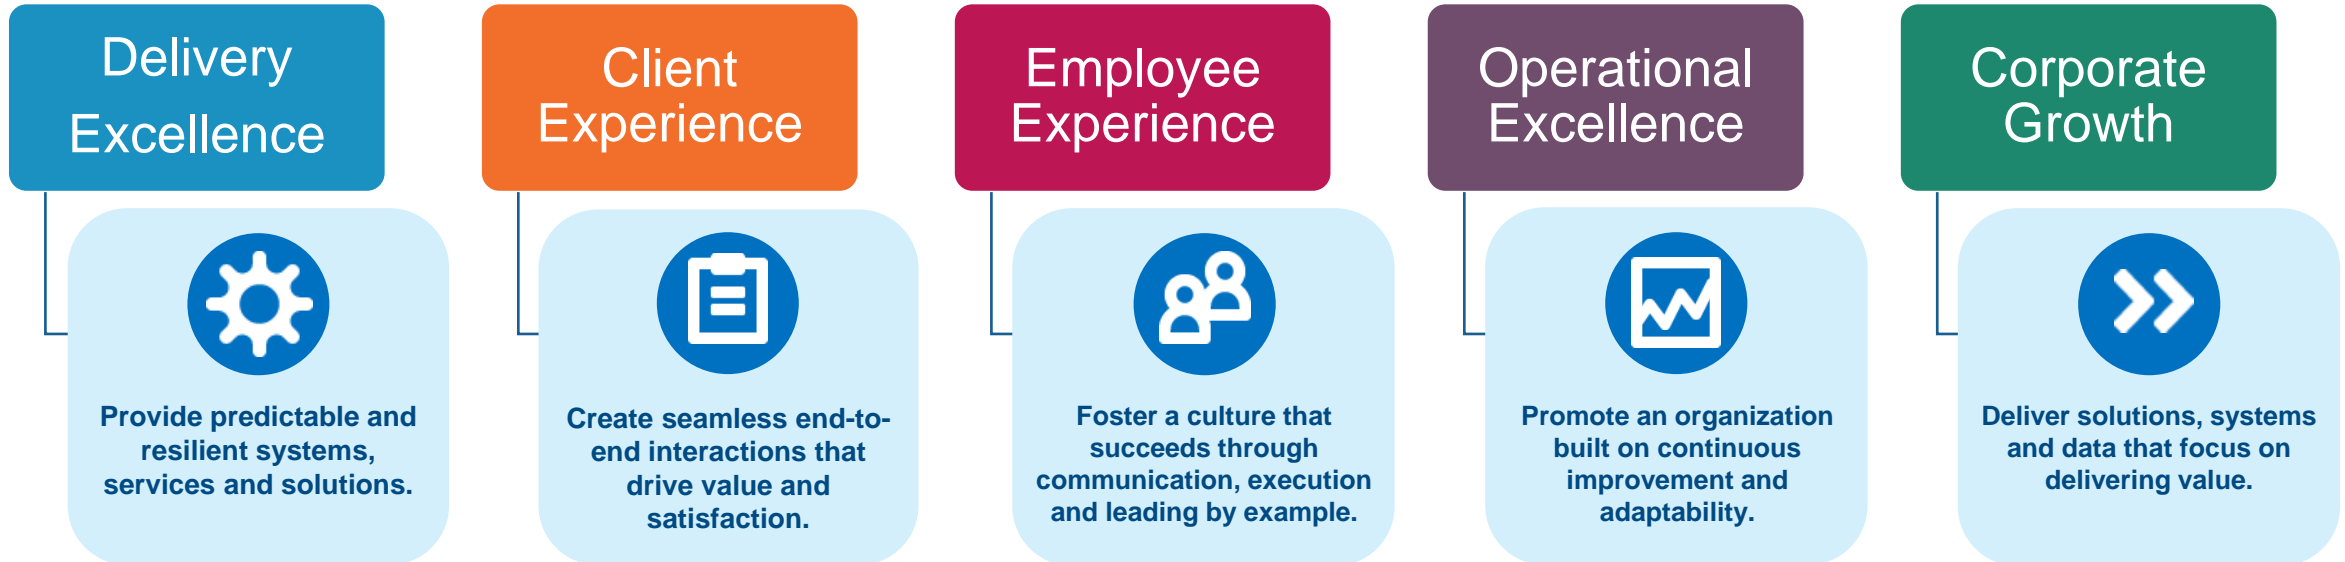 Delivery
Excellence
Provide predictable and
resilient systems,
services and solutions.
Client
Experience
Create seamless end-to-
end interactions that
drive value and
satisfaction.
Employee
Experience
Foster a culture that
succeeds through
communication, execution
and leading by example.
Operational
Excellence
Promote an organization
built on continuous
improvement and
adaptability.
Corporate
Growth
Deliver solutions, systems
and data that focus on
delivering value.